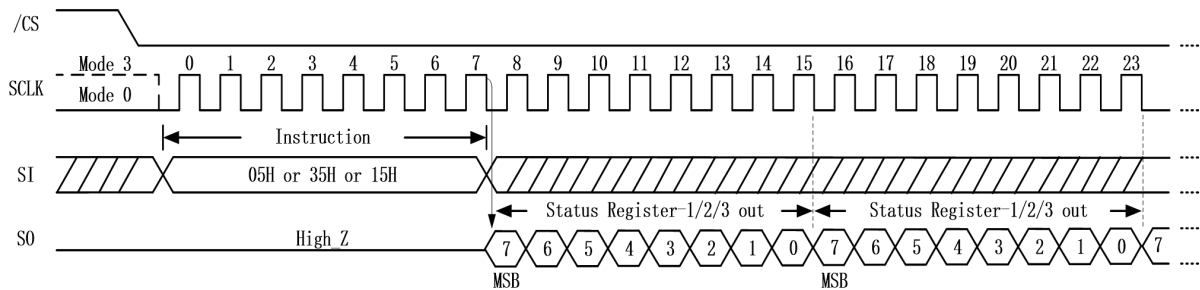 /CS
Mode 3
0 1 2 3 4 5 6 7 8 9 10 11 12 13 14 15 16 17 18 19 20 21 22 23
SCLK
Mode 0
Instruction
SI
05H or 35H or 15H
Status Register-1/2/3 out
Status Register-1/2/3 out
SO
High_Z
7 6 5 4 3 2 1 0 7 6 5 4 3 2 1 0 7
MSB
MSB